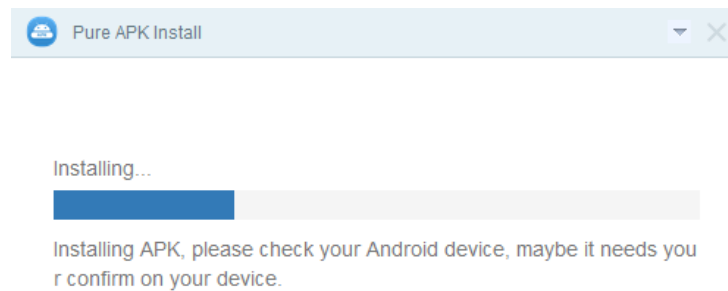 Pure APK Install
Installing...
Installing APK, please check your Android device, maybe it needs you
r confirm on your device.